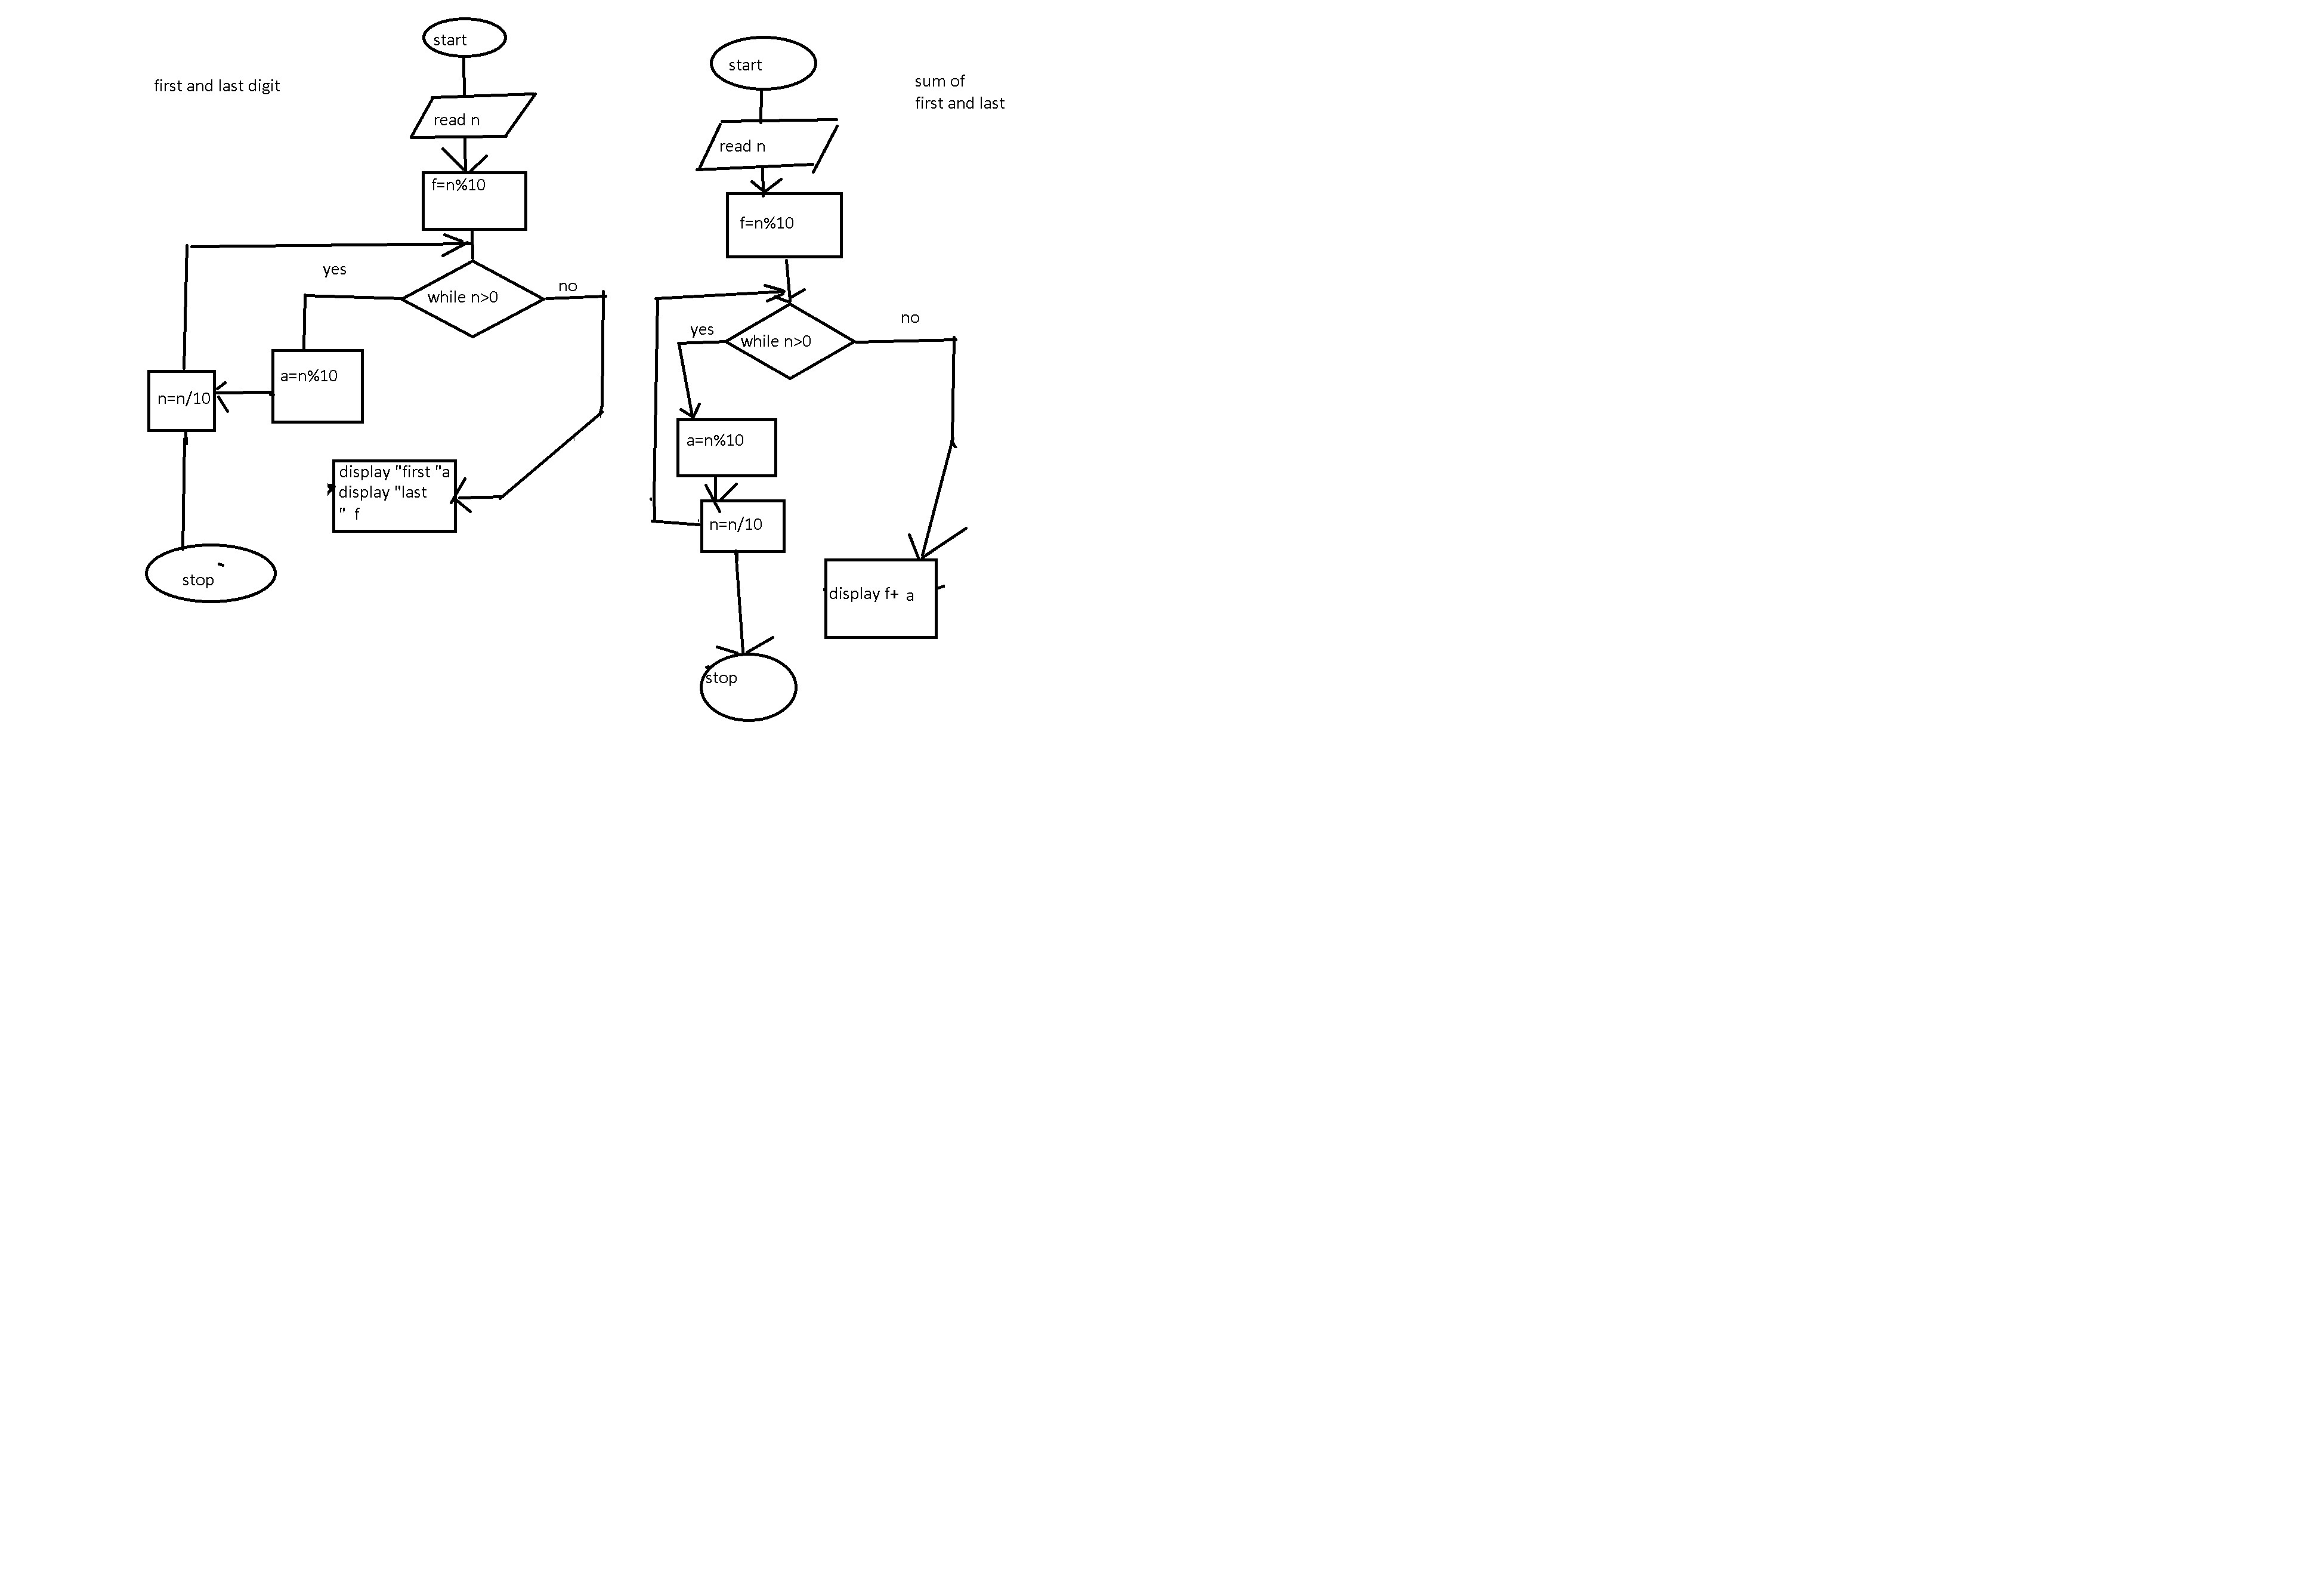 first and last digit
start
read n
f=n%10
while n>0
yes
no
a=n%10
n=n/10
display "first "a
display "last
" f
stop
sum of
first and last
start
read n
f=n%10
while n>0
yes
no
a=n%10
n=n/10
display f+ a
stop